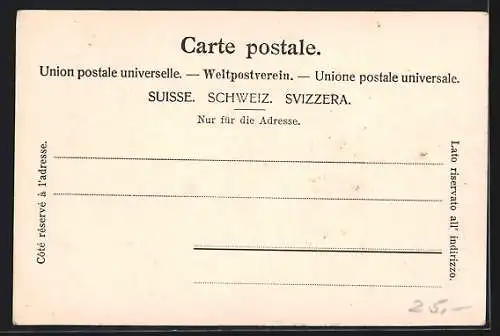 Carte postale.
Union postale universelle. — Weltpostverein. — Unione postale universale.
SUISSE. SCHWEIZ. SVIZZERA.
Nur für die Adresse.
Côté réservé à l'adresse.
Lato riservato all' indirizzo.
25,-